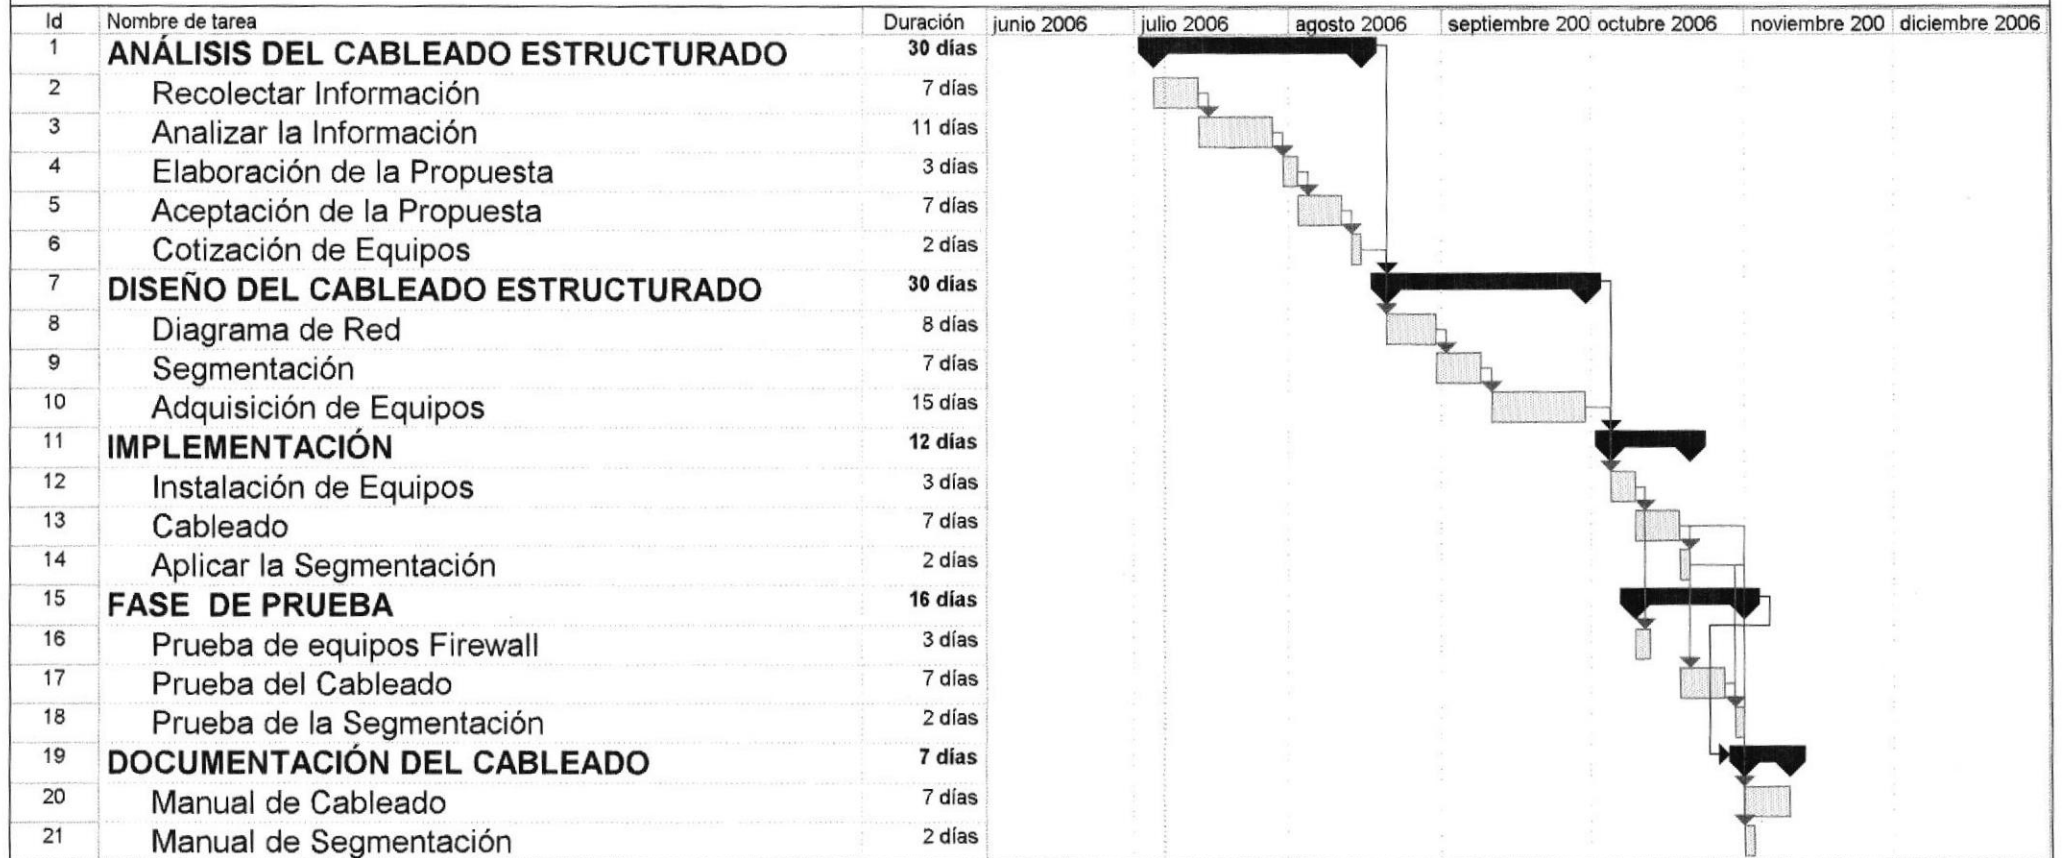 Id Nombre de tarea Duración junio 2006 julio 2006 agosto 2006 septiembre 200 octubre 2006 noviembre 200 diciembre 2006
1 ANÁLISIS DEL CABLEADO ESTRUCTURADO 30 días
2 Recolectar Información 7 días
3 Analizar la Información 11 días
4 Elaboración de la Propuesta 3 días
5 Aceptación de la Propuesta 7 días
6 Cotización de Equipos 2 días
7 DISEÑO DEL CABLEADO ESTRUCTURADO 30 días
8 Diagrama de Red 8 días
9 Segmentación 7 días
10 Adquisición de Equipos 15 días
11 IMPLEMENTACIÓN 12 días
12 Instalación de Equipos 3 días
13 Cableado 7 días
14 Aplicar la Segmentación 2 días
15 FASE DE PRUEBA 16 días
16 Prueba de equipos Firewall 3 días
17 Prueba del Cableado 7 días
18 Prueba de la Segmentación 2 días
19 DOCUMENTACIÓN DEL CABLEADO 7 días
20 Manual de Cableado 7 días
21 Manual de Segmentación 2 días